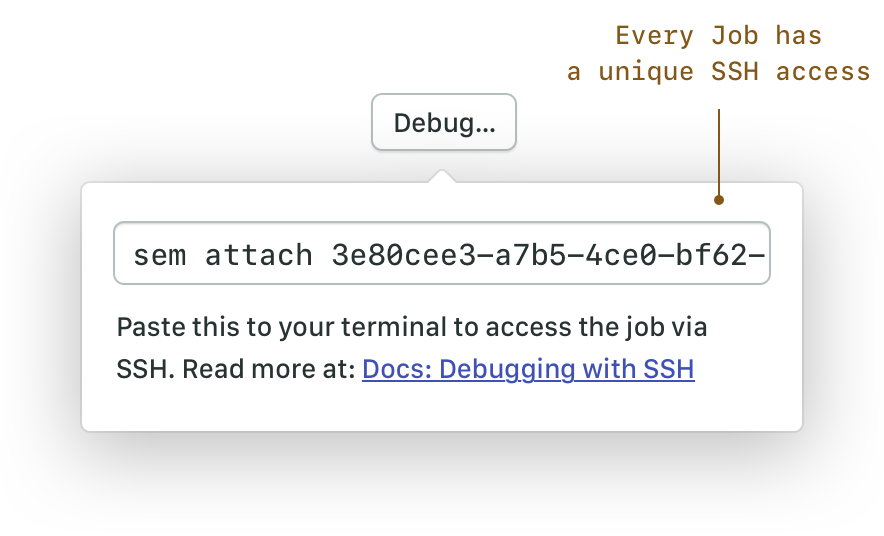 Every Job has
a unique SSH access
Debug...
sem attach 3e80cee3-a7b5-4ce0-bf62-
Paste this to your terminal to access the job via
SSH. Read more at: Docs: Debugging with SSH